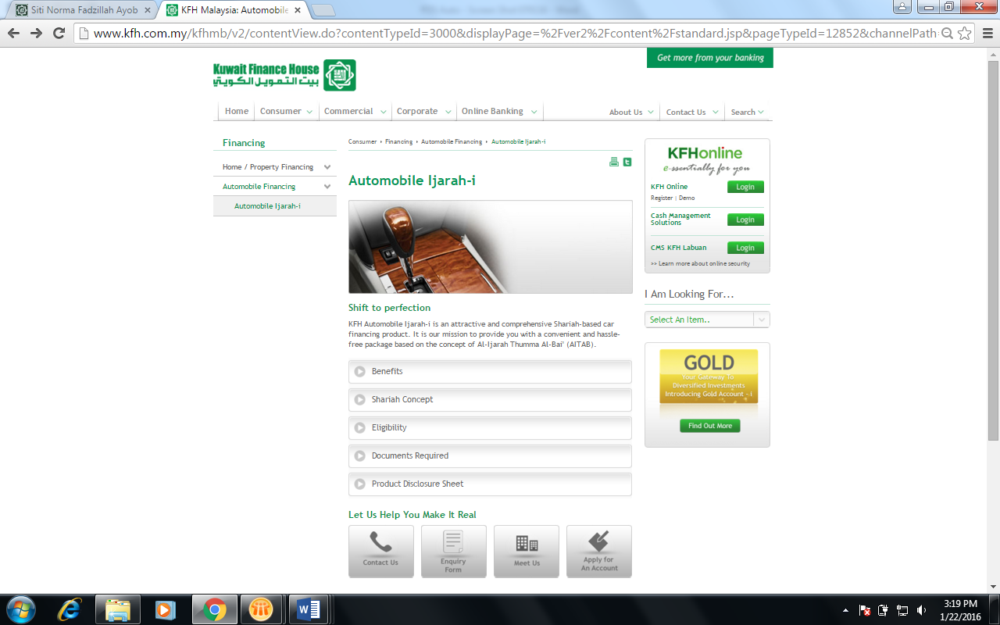 Siti Norma Fadzillah Ayob
KFH Malaysia: Automobile
www.kfh.com.my/kfhmb/v2/contentView.do?contentTypeId=3000&displayPage=%2Fver2%2Fcontent%2Fstandard.jsp&pageTypeId=12852&channelPath=
Get more from your banking
Kuwait Finance House
بيت التمويل الكويتي
Home Consumer Commercial Corporate Online Banking About Us Contact Us Search
Financing
Home / Property Financing
Automobile Financing
Automobile Ijarah-i
Consumer Financing Automobile Financing Automobile Ijarah-i
Automobile Ijarah-i
Shift to perfection
KFH Automobile Ijarah-i is an attractive and comprehensive Shariah-based car
financing product. It is our mission to provide you with a convenient and hassle-
free package based on the concept of Al-Ijarah Thumma Al-Bai' (AITAB).
Benefits
Shariah Concept
Eligibility
Documents Required
Product Disclosure Sheet
Let Us Help You Make It Real
Contact Us
Enquiry
Form
Meet Us
Apply for
An Account
KFHonline
e-ssentially for you
KFH Online Login
Register | Demo
Cash Management
Solutions
Login
CMS KFH Labuan Login
>> Learn more about online security
I Am Looking For...
Select An Item..
GOLD
Your Gateway To
Diversified Investments
Introducing Gold Account - i
Find Out More
3:19 PM
1/22/2016